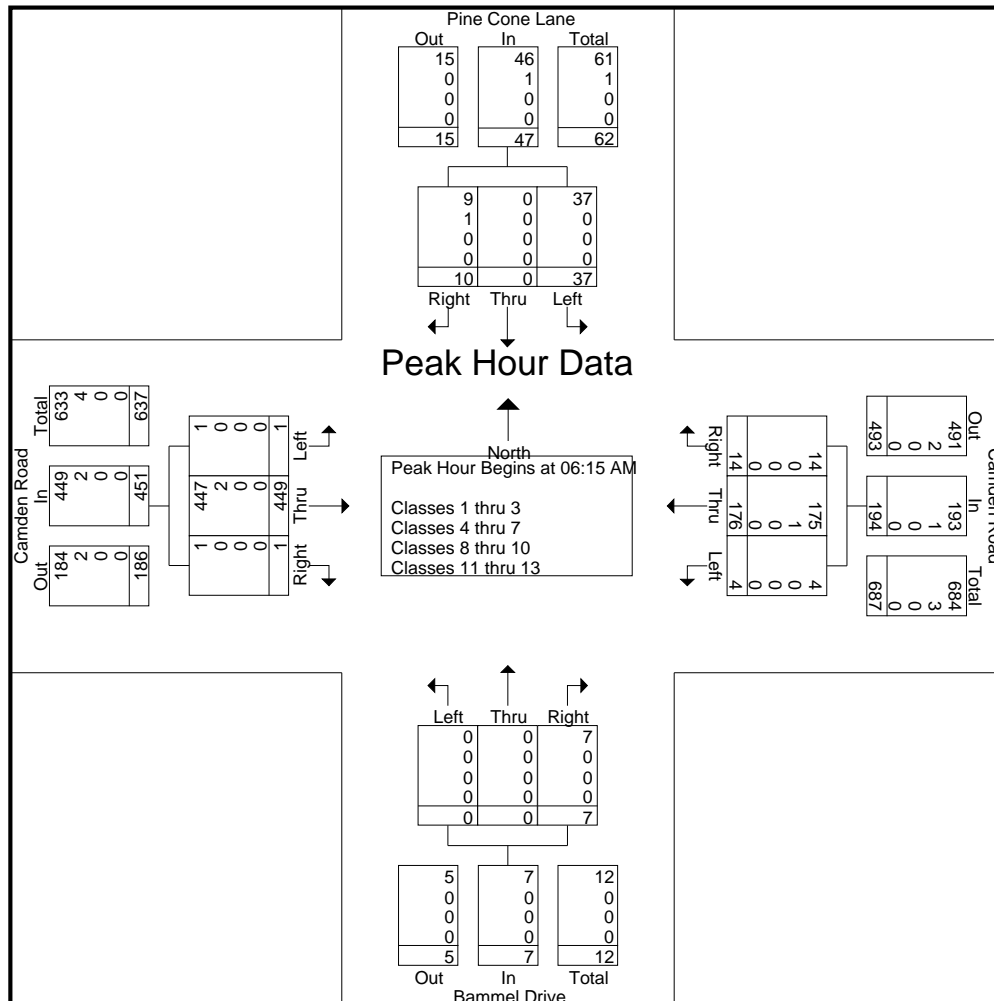 Pine Cone Lane
Out In Total
15 46 61
0 1 1
0 0 0
0 0 0
15 47 62
9 0 37
1 0 0
0 0 0
0 0 0
10 0 37
Right Thru Left
Peak Hour Data
Camden Road
Total
633 4 0 0 637
In
449 2 0 0 451
Out
184 2 0 0 186
Left
1 0 0 0 1
Thru
447 2 0 0 449
Right
1 0 0 0 1
North
Peak Hour Begins at 06:15 AM
Classes 1 thru 3
Classes 4 thru 7
Classes 8 thru 10
Classes 11 thru 13
Right
14 0 0 0 14
Thru
175 1 0 0 176
Left
4 0 0 0 4
Camden Road
Out
491 2 0 0 493
In
193 1 0 0 194
Total
684 3 0 0 687
Left Thru Right
0 0 7
0 0 0
0 0 0
0 0 0
0 0 7
5 7 12
0 0 0
0 0 0
0 0 0
5 7 12
Out In Total
Bammel Drive